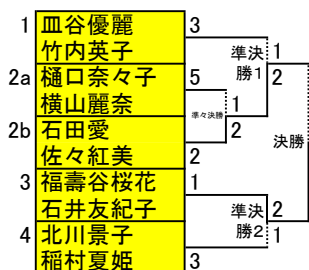 1 皿谷優麗 3
竹内英子
準決 1
勝1 2
2a 樋口奈々子 5
横山麗奈
準々決勝 1
2
2b 石田愛
佐々紅美 2
決勝
3 福壽谷桜花 1
石井友紀子
準決 2
勝2 1
4 北川景子
稲村夏姫 3